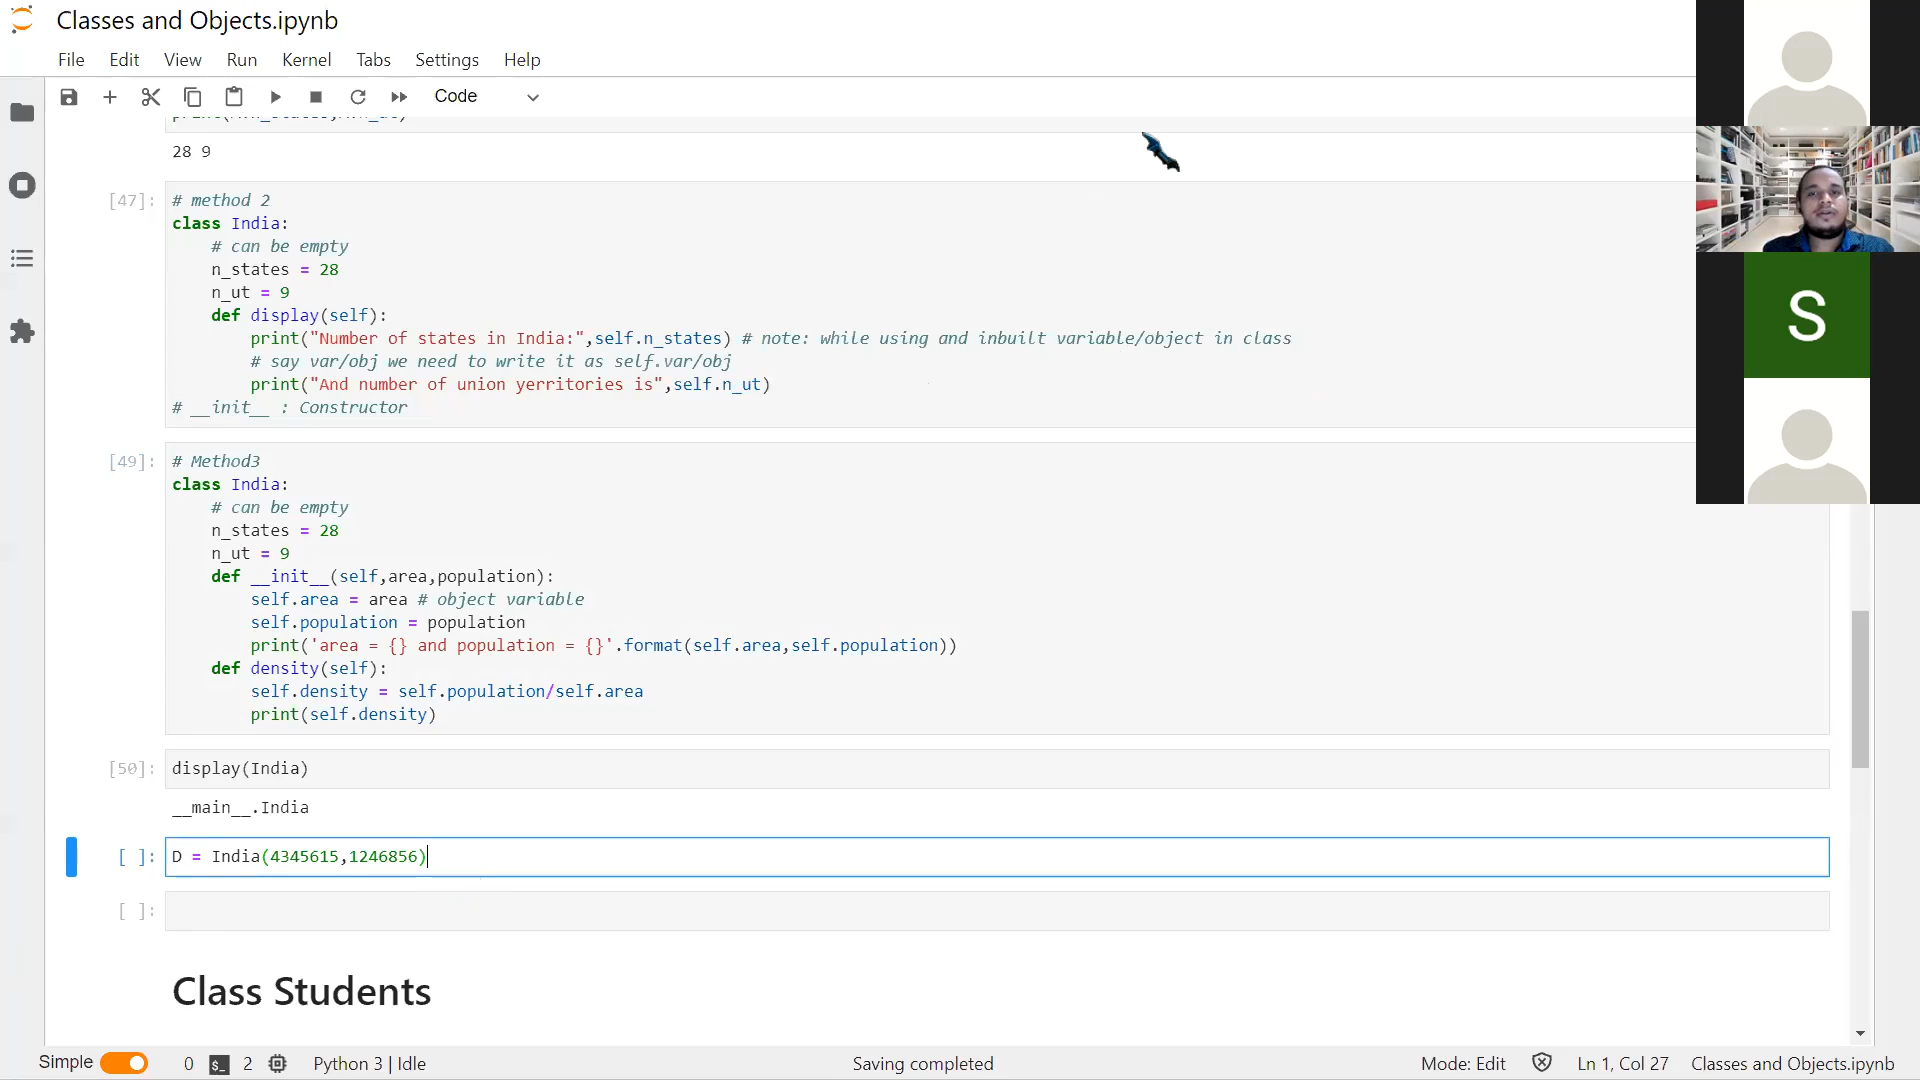 Classes and Objects.ipynb
File Edit View Run Kernel Tabs Settings Help
Code
28 9
[47]:
# method 2
class India:
# can be empty
n_states = 28
n_ut = 9
def display(self):
print("Number of states in India:",self.n_states) # note: while using and inbuilt variable/object in class
# say var/obj we need to write it as self.var/obj
print("And number of union yerritories is",self.n_ut)
# __init__ : Constructor
[49]:
# Method3
class India:
# can be empty
n_states = 28
n_ut = 9
def __init__(self,area,population):
self.area = area # object variable
self.population = population
print('area = {} and population = {}'.format(self.area,self.population))
def density(self):
self.density = self.population/self.area
print(self.density)
[50]:
display(India)
__main__.India
[ ]:
D = India(4345615,1246856)
[ ]:
Class Students
S
Simple 0 $_ 2 Python 3 | Idle Saving completed Mode: Edit Ln 1, Col 27 Classes and Objects.ipynb